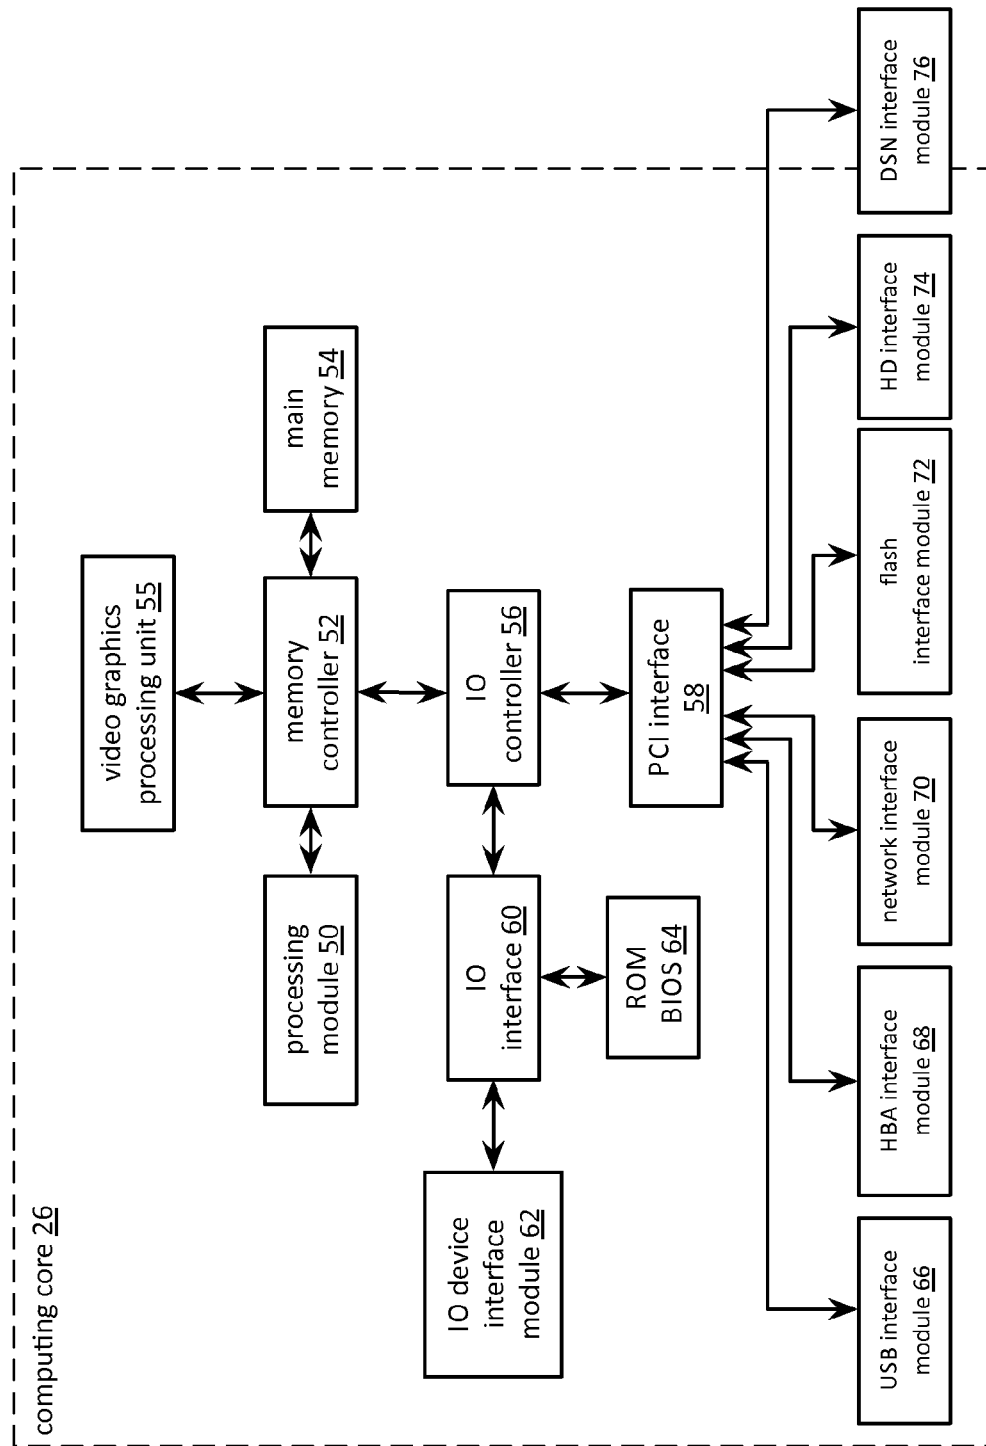 computing core 26
video graphics
processing unit 55
processing
module 50
memory
controller 52
main
memory 54
IO device
interface
module 62
IO
interface 60
IO
controller 56
ROM
BIOS 64
PCI interface
58
USB interface
module 66
HBA interface
module 68
network interface
module 70
flash
interface module 72
HD interface
module 74
DSN interface
module 76